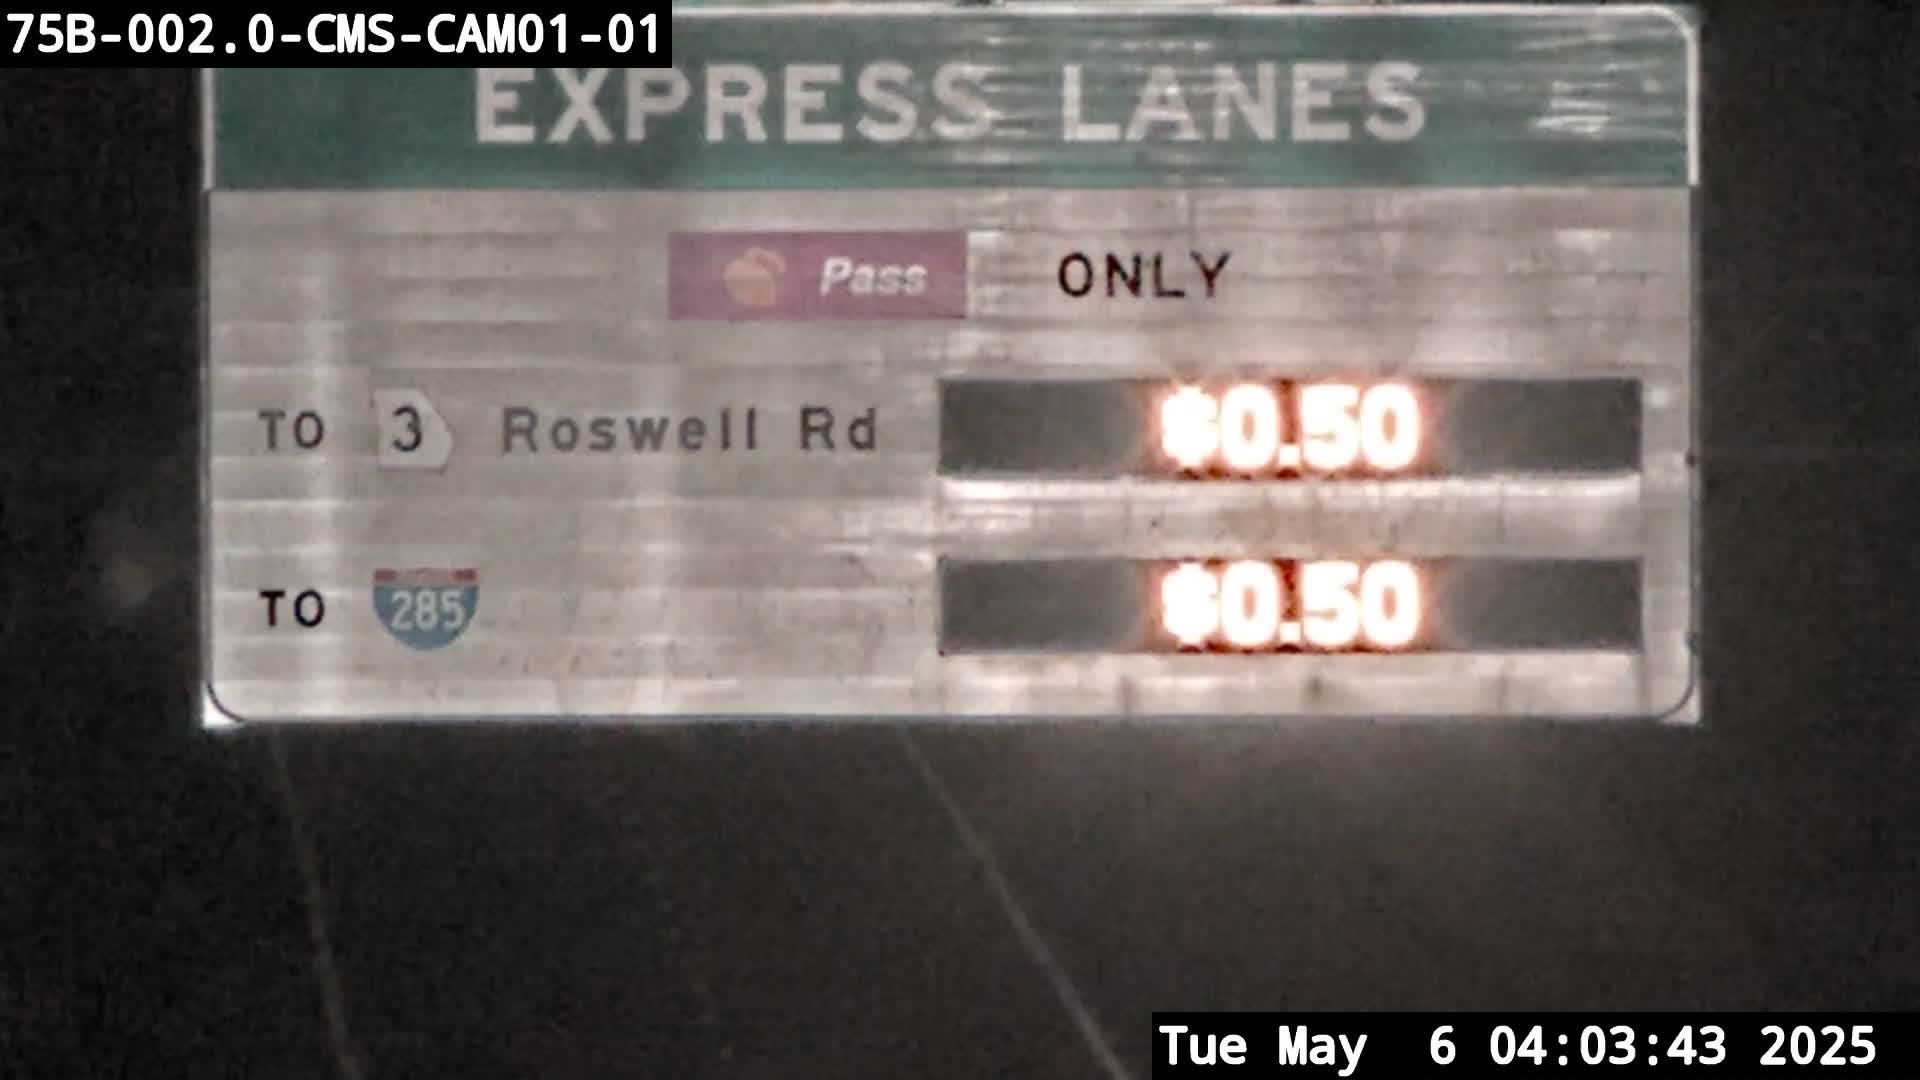 75B-002.0-CMS-CAM01-01
EXPRESS LANES
Pass ONLY
TO 3 Roswell Rd $0.50
TO 285 $0.50
Tue May 6 04:03:43 2025